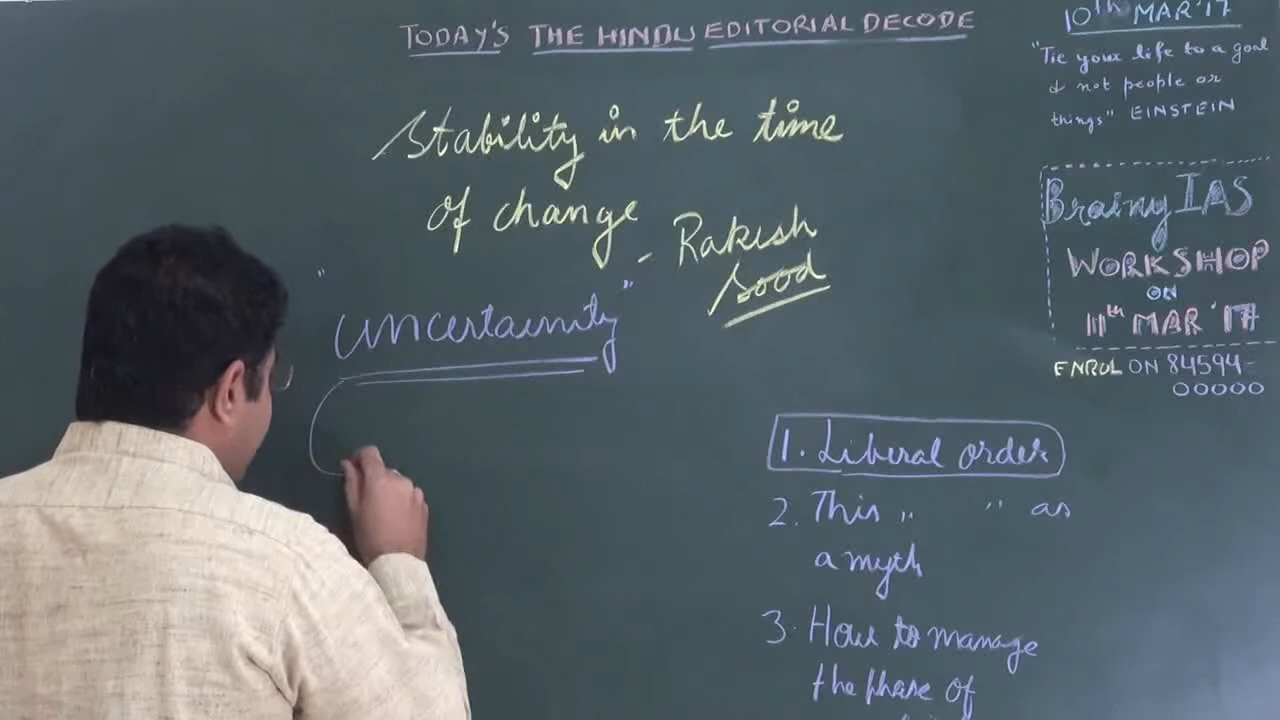 TODAY'S THE HINDU EDITORIAL DECODE
Stability in the time
of change
- Rakesh
Sood
"uncertainity"
10th MAR '17
"Tie your life to a goal
& not people or
things" EINSTEIN
Brainy IAS
WORKSHOP
ON
11th MAR '17
ENROL ON 84594-
00000
1. Liberal order
2. This " " as
a myth
3. How to manage
the phase of